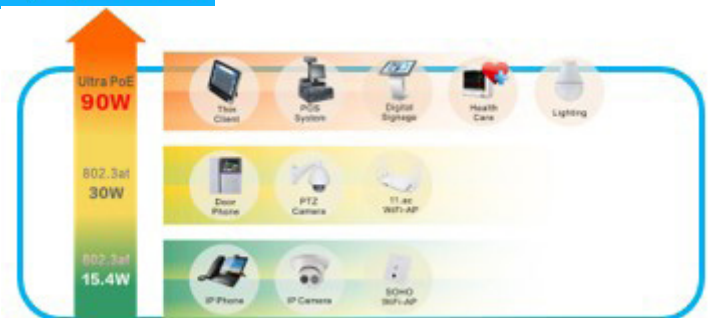 Ultra PoE
90W
Thin
Client
POS
System
Digital
Signage
Health
Care
Lighting
802.3at
30W
Door
Phone
PTZ
Camera
11.ac
WiFi-AP
802.3af
15.4W
IP Phone
IP Camera
SOHO
WiFi-AP